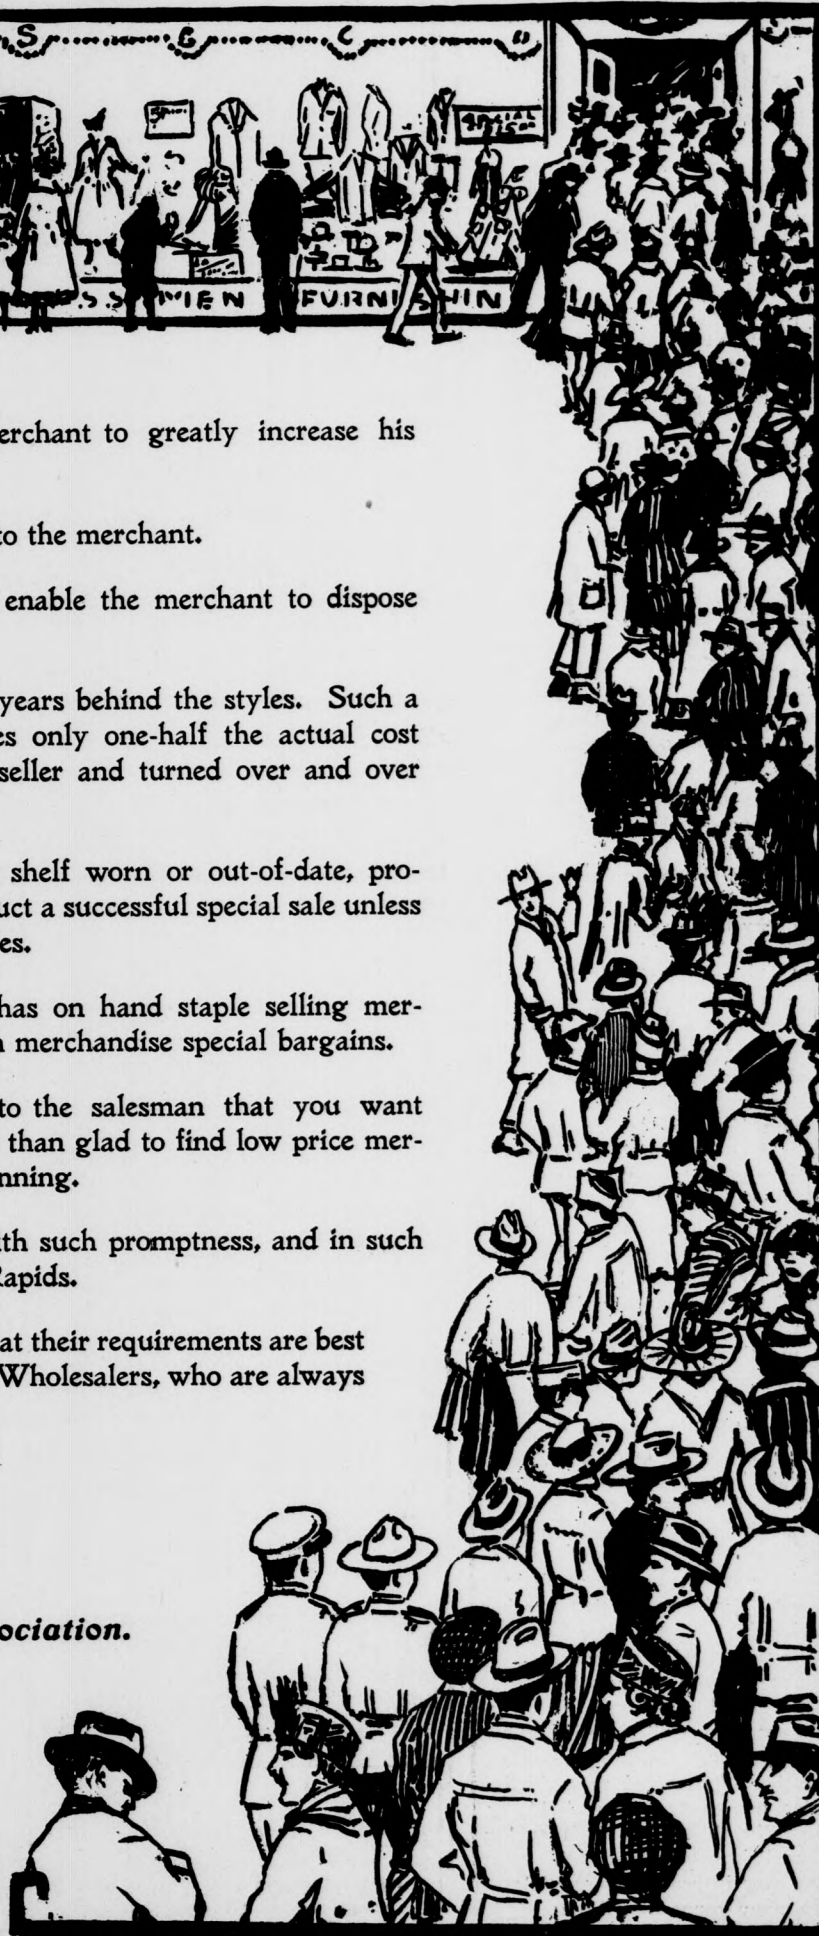 S E C
SPECIAL
MEN FURNISHIN
erchant to greatly increase his
to the merchant.
enable the merchant to dispose
years behind the styles. Such a
es only one-half the actual cost
seller and turned over and over
shelf worn or out-of-date, pro-
uct a successful special sale unless
es.
has on hand staple selling mer-
n merchandise special bargains.
to the salesman that you want
than glad to find low price mer-
nning.
ith such promptness, and in such
Rapids.
at their requirements are best
Wholesalers, who are always
ociation.